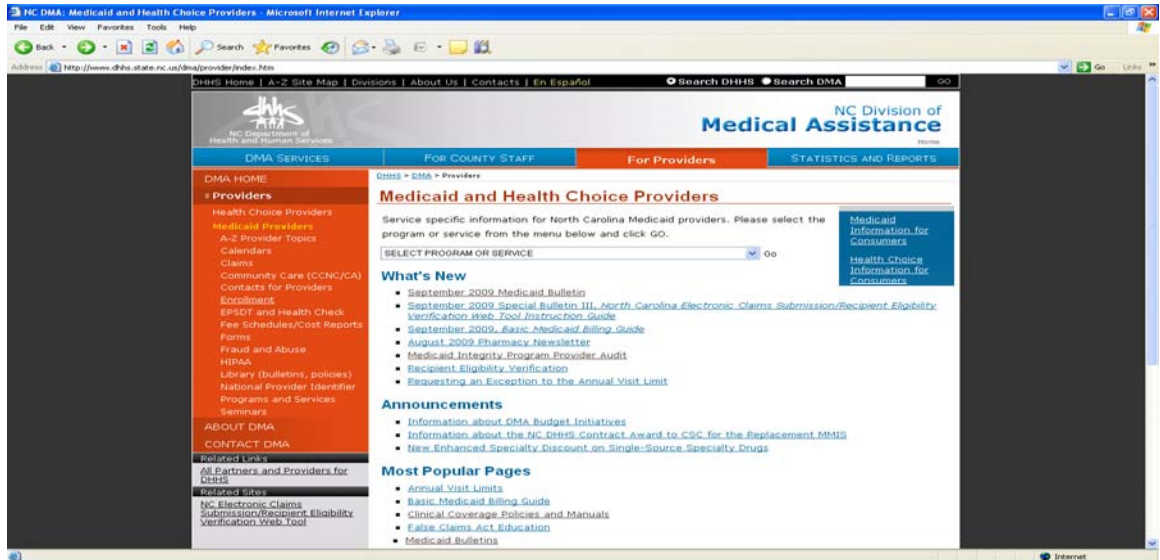 NC DMA: Medicaid and Health Choice Providers - Microsoft Internet Explorer
File Edit View Favorites Tools Help
Back Search Favorites
Address http://www.dhhs.state.nc.us/dma/provider/index.htm Go Links
DHHS Home | A-Z Site Map | Divisions | About Us | Contacts | En Español Search DHHS Search DMA GO
dhhs
NC Department of
Health and Human Services
NC Division of
Medical Assistance
Home
DMA SERVICES FOR COUNTY STAFF For Providers STATISTICS AND REPORTS
DMA HOME
Providers
Health Choice Providers
Medicaid Providers
A-Z Provider Topics
Calendars
Claims
Community Care (CCNC/CA)
Contacts for Providers
Enrollment
EPSDT and Health Check
Fee Schedules/Cost Reports
Forms
Fraud and Abuse
HIPAA
Library (bulletins, policies)
National Provider Identifier
Programs and Services
Seminars
ABOUT DMA
CONTACT DMA
Related Links
All Partners and Providers for
DHHS
Related Sites
NC Electronic Claims
Submission/Recipient Eligibility
Verification Web Tool
DHHS > DMA > Providers
Medicaid and Health Choice Providers
Service specific information for North Carolina Medicaid providers. Please select the
program or service from the menu below and click GO.
SELECT PROGRAM OR SERVICE Go
Medicaid
Information for
Consumers
Health Choice
Information for
Consumers
What's New
September 2009 Medicaid Bulletin
September 2009 Special Bulletin III, North Carolina Electronic Claims Submission/Recipient Eligibility
Verification Web Tool Instruction Guide
September 2009, Basic Medicaid Billing Guide
August 2009 Pharmacy Newsletter
Medicaid Integrity Program Provider Audit
Recipient Eligibility Verification
Requesting an Exception to the Annual Visit Limit
Announcements
Information about DMA Budget Initiatives
Information about the NC DHHS Contract Award to CSC for the Replacement MMIS
New Enhanced Specialty Discount on Single-Source Specialty Drugs
Most Popular Pages
Annual Visit Limits
Basic Medicaid Billing Guide
Clinical Coverage Policies and Manuals
False Claims Act Education
Medicaid Bulletins
Internet